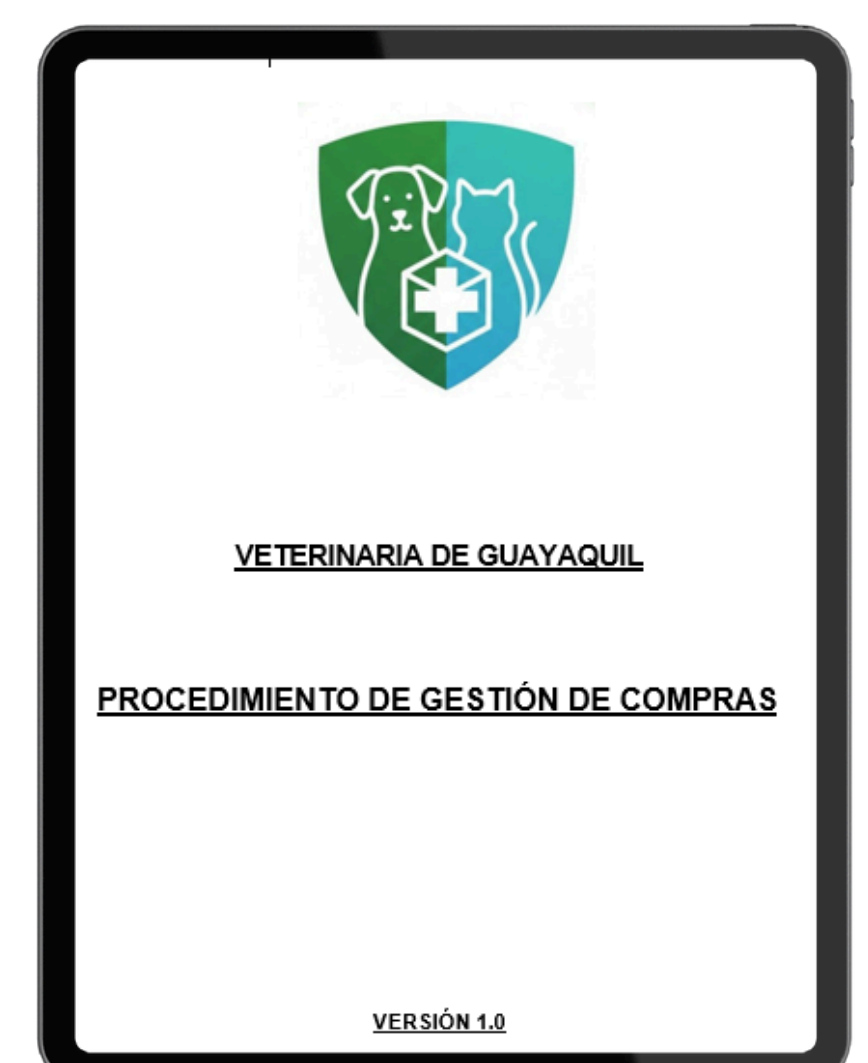 VETERINARIA DE GUAYAQUIL
PROCEDIMIENTO DE GESTIÓN DE COMPRAS
VERSIÓN 1.0